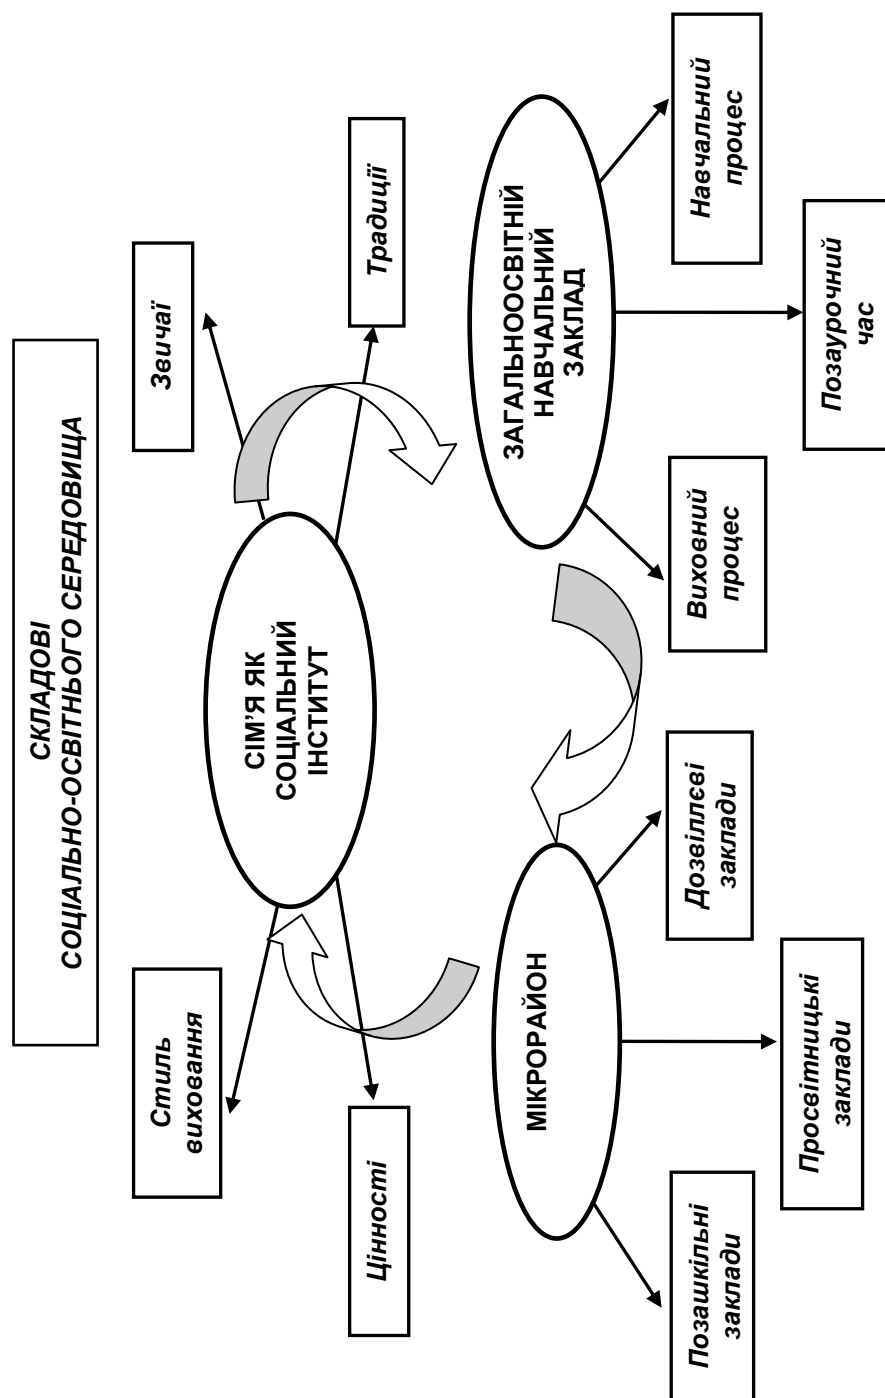 СКЛАДОВІ
СОЦІАЛЬНО-ОСВІТНЬОГО СЕРЕДОВИЩА
Стиль
виховання
Звичаї
СІМ’Я ЯК
СОЦІАЛЬНИЙ
ІНСТИТУТ
Цінності
Традиції
МІКРОРАЙОН
ЗАГАЛЬНООСВІТНІЙ
НАВЧАЛЬНИЙ
ЗАКЛАД
Позашкільні
заклади
Дозвіллєві
заклади
Виховний
процес
Навчальний
процес
Просвітницькі
заклади
Позаурочний
час